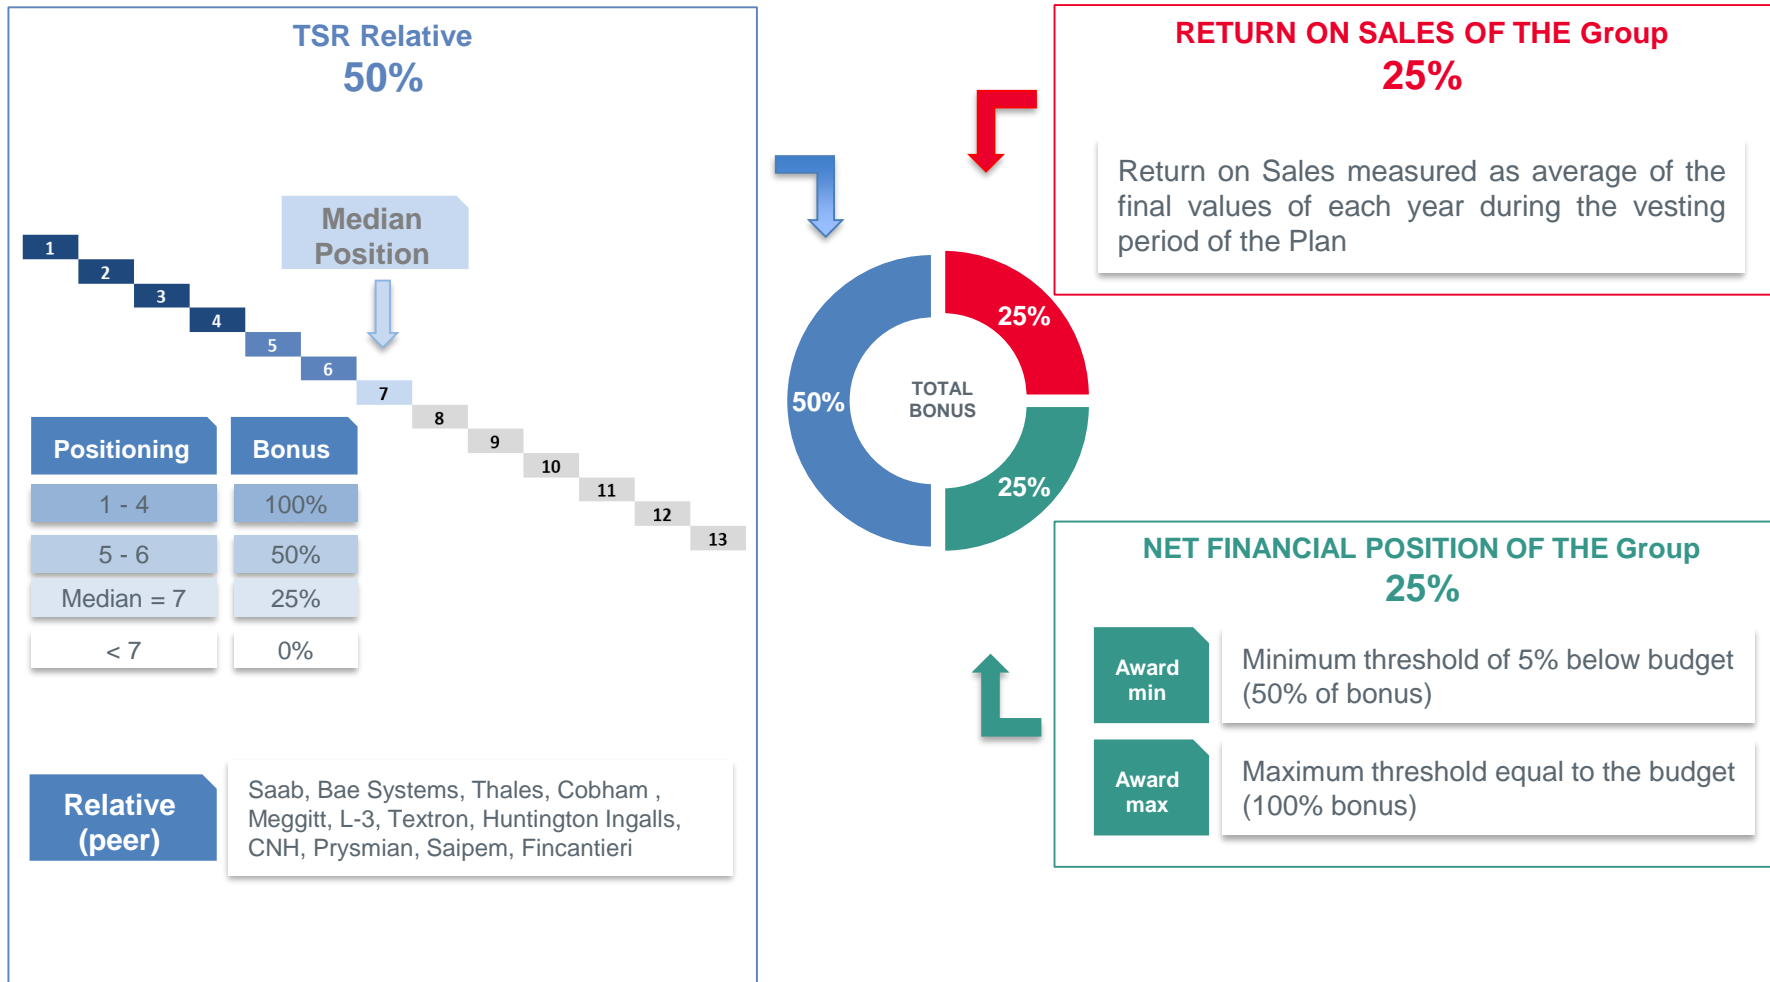 TSR Relative
50%
Median
Position
1
2
3
4
5
6
7
8
9
10
11
12
13
Positioning Bonus
1 - 4 100%
5 - 6 50%
Median = 7 25%
< 7 0%
Relative
(peer)
Saab, Bae Systems, Thales, Cobham ,
Meggitt, L-3, Textron, Huntington Ingalls,
CNH, Prysmian, Saipem, Fincantieri
50%
25%
25%
TOTAL
BONUS
RETURN ON SALES OF THE Group
25%
Return on Sales measured as average of the
final values of each year during the vesting
period of the Plan
NET FINANCIAL POSITION OF THE Group
25%
Award
min
Minimum threshold of 5% below budget
(50% of bonus)
Award
max
Maximum threshold equal to the budget
(100% bonus)